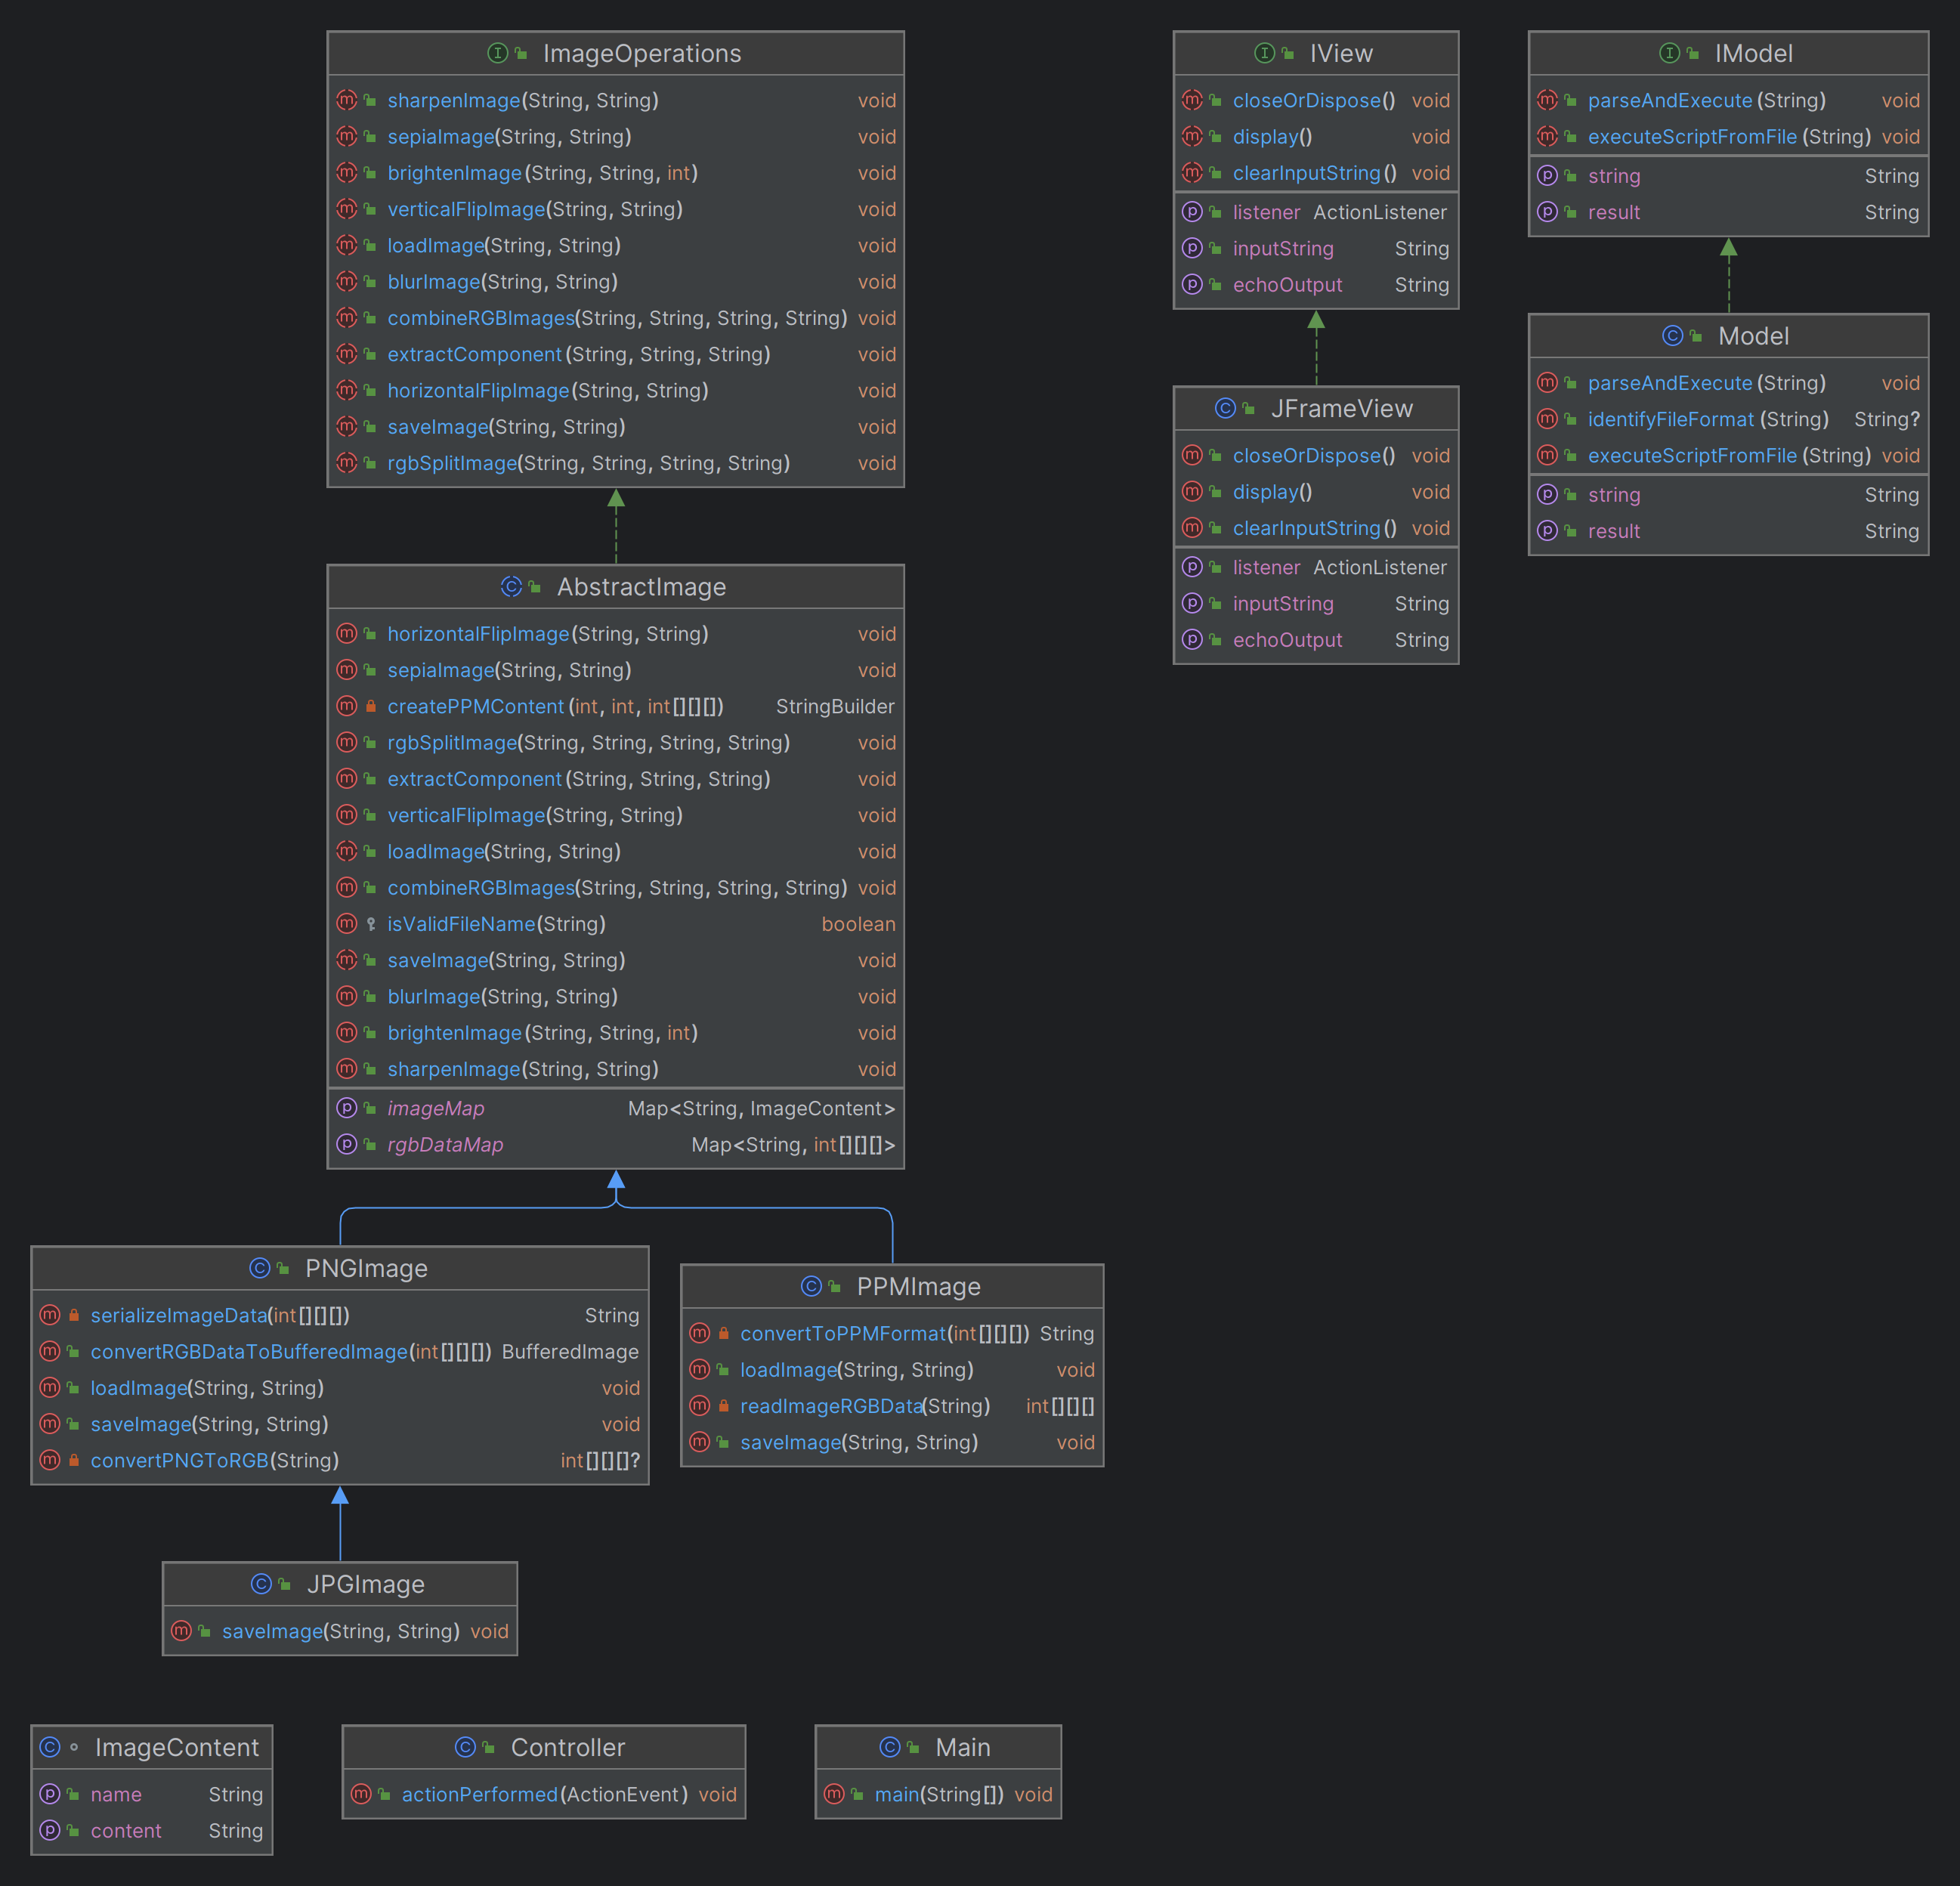 ImageOperations
sharpenImage(String, String) void
sepiaImage(String, String) void
brightenImage(String, String, int) void
verticalFlipImage(String, String) void
loadImage(String, String) void
blurImage(String, String) void
combineRGBImages(String, String, String, String) void
extractComponent(String, String, String) void
horizontalFlipImage(String, String) void
saveImage(String, String) void
rgbSplitImage(String, String, String, String) void
IView
closeOrDispose() void
display() void
clearInputString() void
listener ActionListener
inputString String
echoOutput String
IModel
parseAndExecute(String) void
executeScriptFromFile(String) void
string String
result String
Model
parseAndExecute(String) void
identifyFileFormat(String) String?
executeScriptFromFile(String) void
string String
result String
JFrameView
closeOrDispose() void
display() void
clearInputString() void
listener ActionListener
inputString String
echoOutput String
AbstractImage
horizontalFlipImage(String, String) void
sepiaImage(String, String) void
createPPMContent(int, int, int[][][]) StringBuilder
rgbSplitImage(String, String, String, String) void
extractComponent(String, String, String) void
verticalFlipImage(String, String) void
loadImage(String, String) void
combineRGBImages(String, String, String, String) void
isValidFileName(String) boolean
saveImage(String, String) void
blurImage(String, String) void
brightenImage(String, String, int) void
sharpenImage(String, String) void
imageMap Map<String, ImageContent>
rgbDataMap Map<String, int[][][]>
PNGImage
serializeImageData(int[][][]) String
convertRGBDataToBufferedImage(int[][][]) BufferedImage
loadImage(String, String) void
saveImage(String, String) void
convertPNGToRGB(String) int[][][]?
PPMImage
convertToPPMFormat(int[][][]) String
loadImage(String, String) void
readImageRGBData(String) int[][][]
saveImage(String, String) void
JPGImage
saveImage(String, String) void
ImageContent
name String
content String
Controller
actionPerformed(ActionEvent) void
Main
main(String[]) void